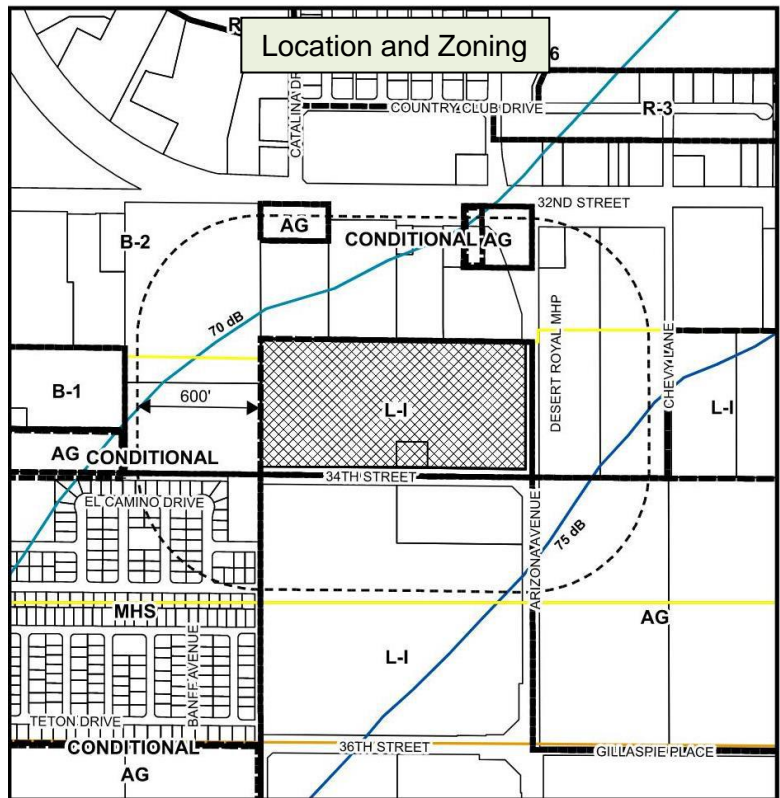 Location and Zoning
R
6
CATALINA DR
COUNTRY CLUB DRIVE
R-3
32ND STREET
AG
CONDITIONAL AG
B-2
70 dB
DESERT ROYAL MHP
CHEVY LANE
B-1
600'
L-I
L-I
AG CONDITIONAL
34TH STREET
EL CAMINO DRIVE
75 dB
ARIZONA AVENUE
MHS
AG
BANFF AVENUE
L-I
TETON DRIVE
CONDITIONAL
36TH STREET
GILLASPIE PLACE
AG